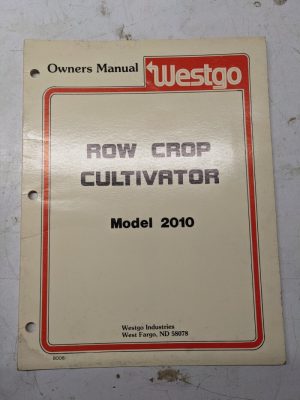 Owners Manual
Westgo
ROW CROP
CULTIVATOR
Model 2010
Westgo Industries
West Fargo, ND 58078